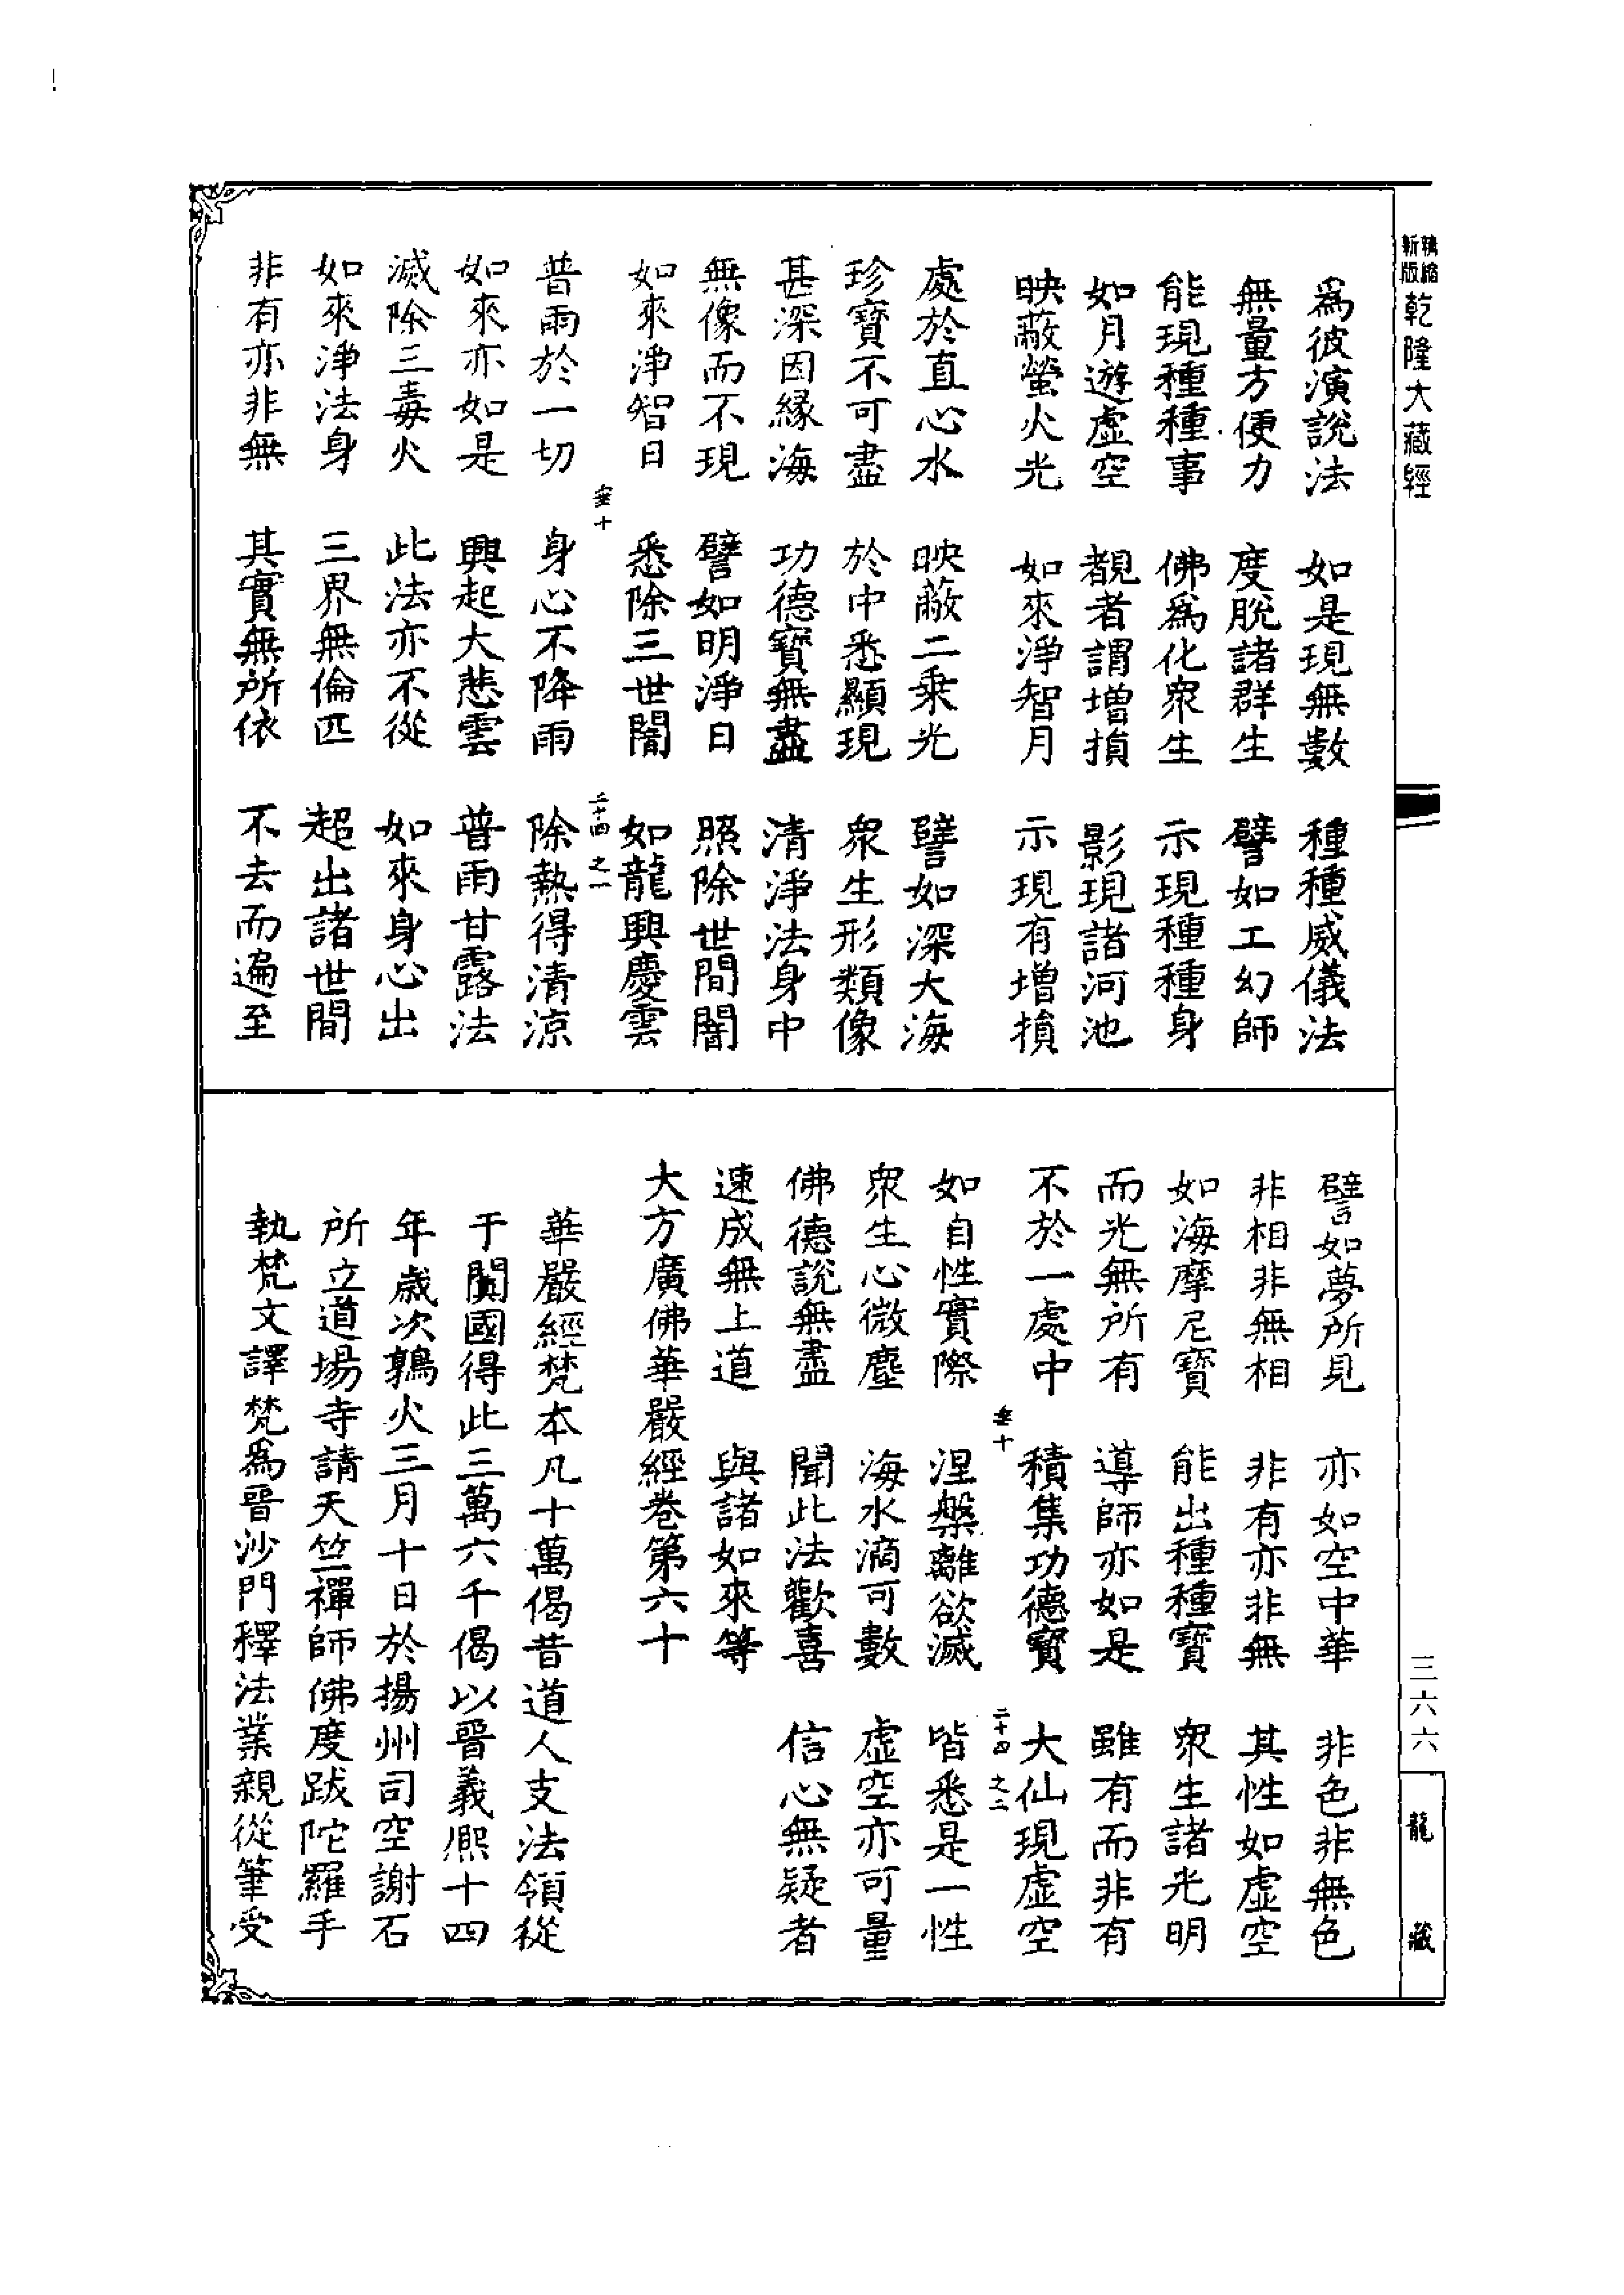 新版精縮乾隆大藏經
為彼演說法　如是現無數　種種威儀法
無量方便力　度脫諸群生　譬如工幻師
能現種種事　佛為化衆生　示現種種身
如月遊虛空　覩者謂增損　影現諸河池
映蔽螢火光　如來淨智月　示現有增損
處於直心水　映蔽二乘光　譬如深大海
珍寶不可盡　於中悉顯現　衆生形類像
甚深因緣海　功德寶無盡　清淨法身中
無像而不現　譬如明淨日　照除世間闇
如來淨智日　悉除三世闇　如龍興慶雲
垂十　二十四之一
普雨於一切　身心不降雨　除熱得清涼
如來亦如是　興起大悲雲　普雨甘露法
滅除三毒火　此法亦不從　如來身心出
如來淨法身　三界無倫匹　超出諸世間
非有亦非無　其實無所依　不去而遍至
譬如夢所見　亦如空中華　非色非無色
非相非無相　非有亦非無　其性如虛空
如海摩尼寶　能出種種寶　衆生諸光明
而光無所有　導師亦如是　雖有而非有
不於一處中　積集功德寶　大仙現虛空
垂十　二十四之二
如自性實際　涅槃離欲滅　皆悉是一性
衆生心微塵　海水滴可數　虛空亦可量
佛德說無盡　聞此法歡喜　信心無疑者
速成無上道　與諸如來等
大方廣佛華嚴經卷第六十
華嚴經梵本凡十萬偈昔道人支法領從
于闐國得此三萬六千偈以晉義熙十四
年歲次鶉火三月十日於揚州司空謝石
所立道場寺請天竺禪師佛度跋陀羅手
執梵文譯梵為晉沙門釋法業親從筆受
三六六
龍藏